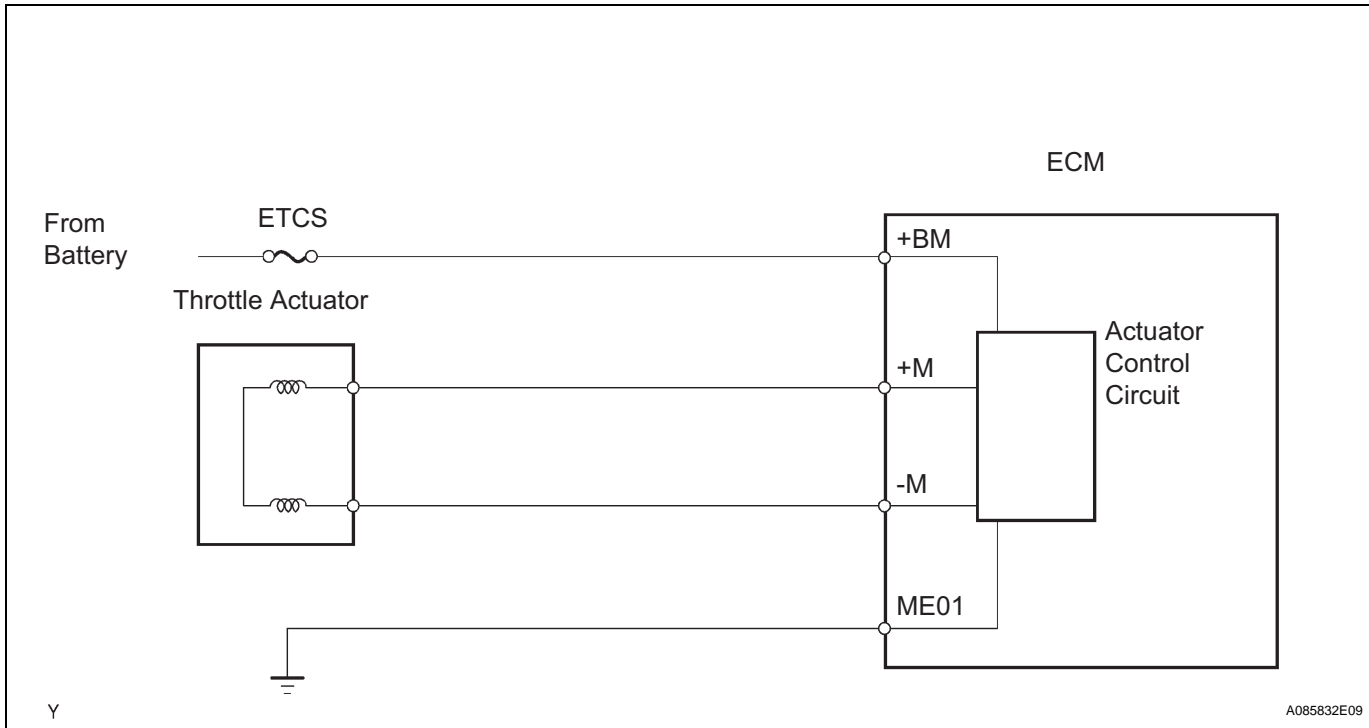 ECM
From
Battery
ETCS
+BM
Throttle Actuator
+M
Actuator
Control
Circuit
-M
ME01
Y
A085832E09